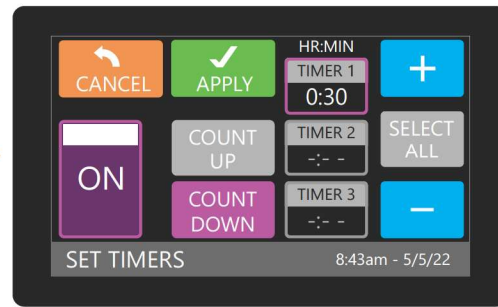 CANCEL
APPLY
HR:MIN
TIMER 1
0:30
+
ON
COUNT
UP
TIMER 2
-:- -
SELECT
ALL
COUNT
DOWN
TIMER 3
-:- -
−
SET TIMERS
8:43am - 5/5/22